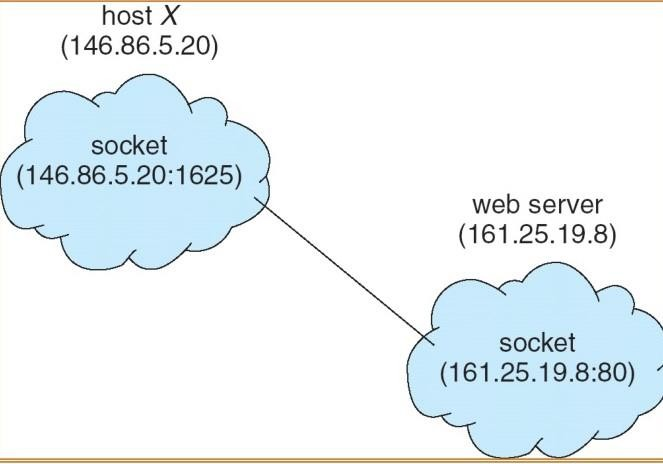 host X
(146.86.5.20)
socket
(146.86.5.20:1625)
web server
(161.25.19.8)
socket
(161.25.19.8:80)